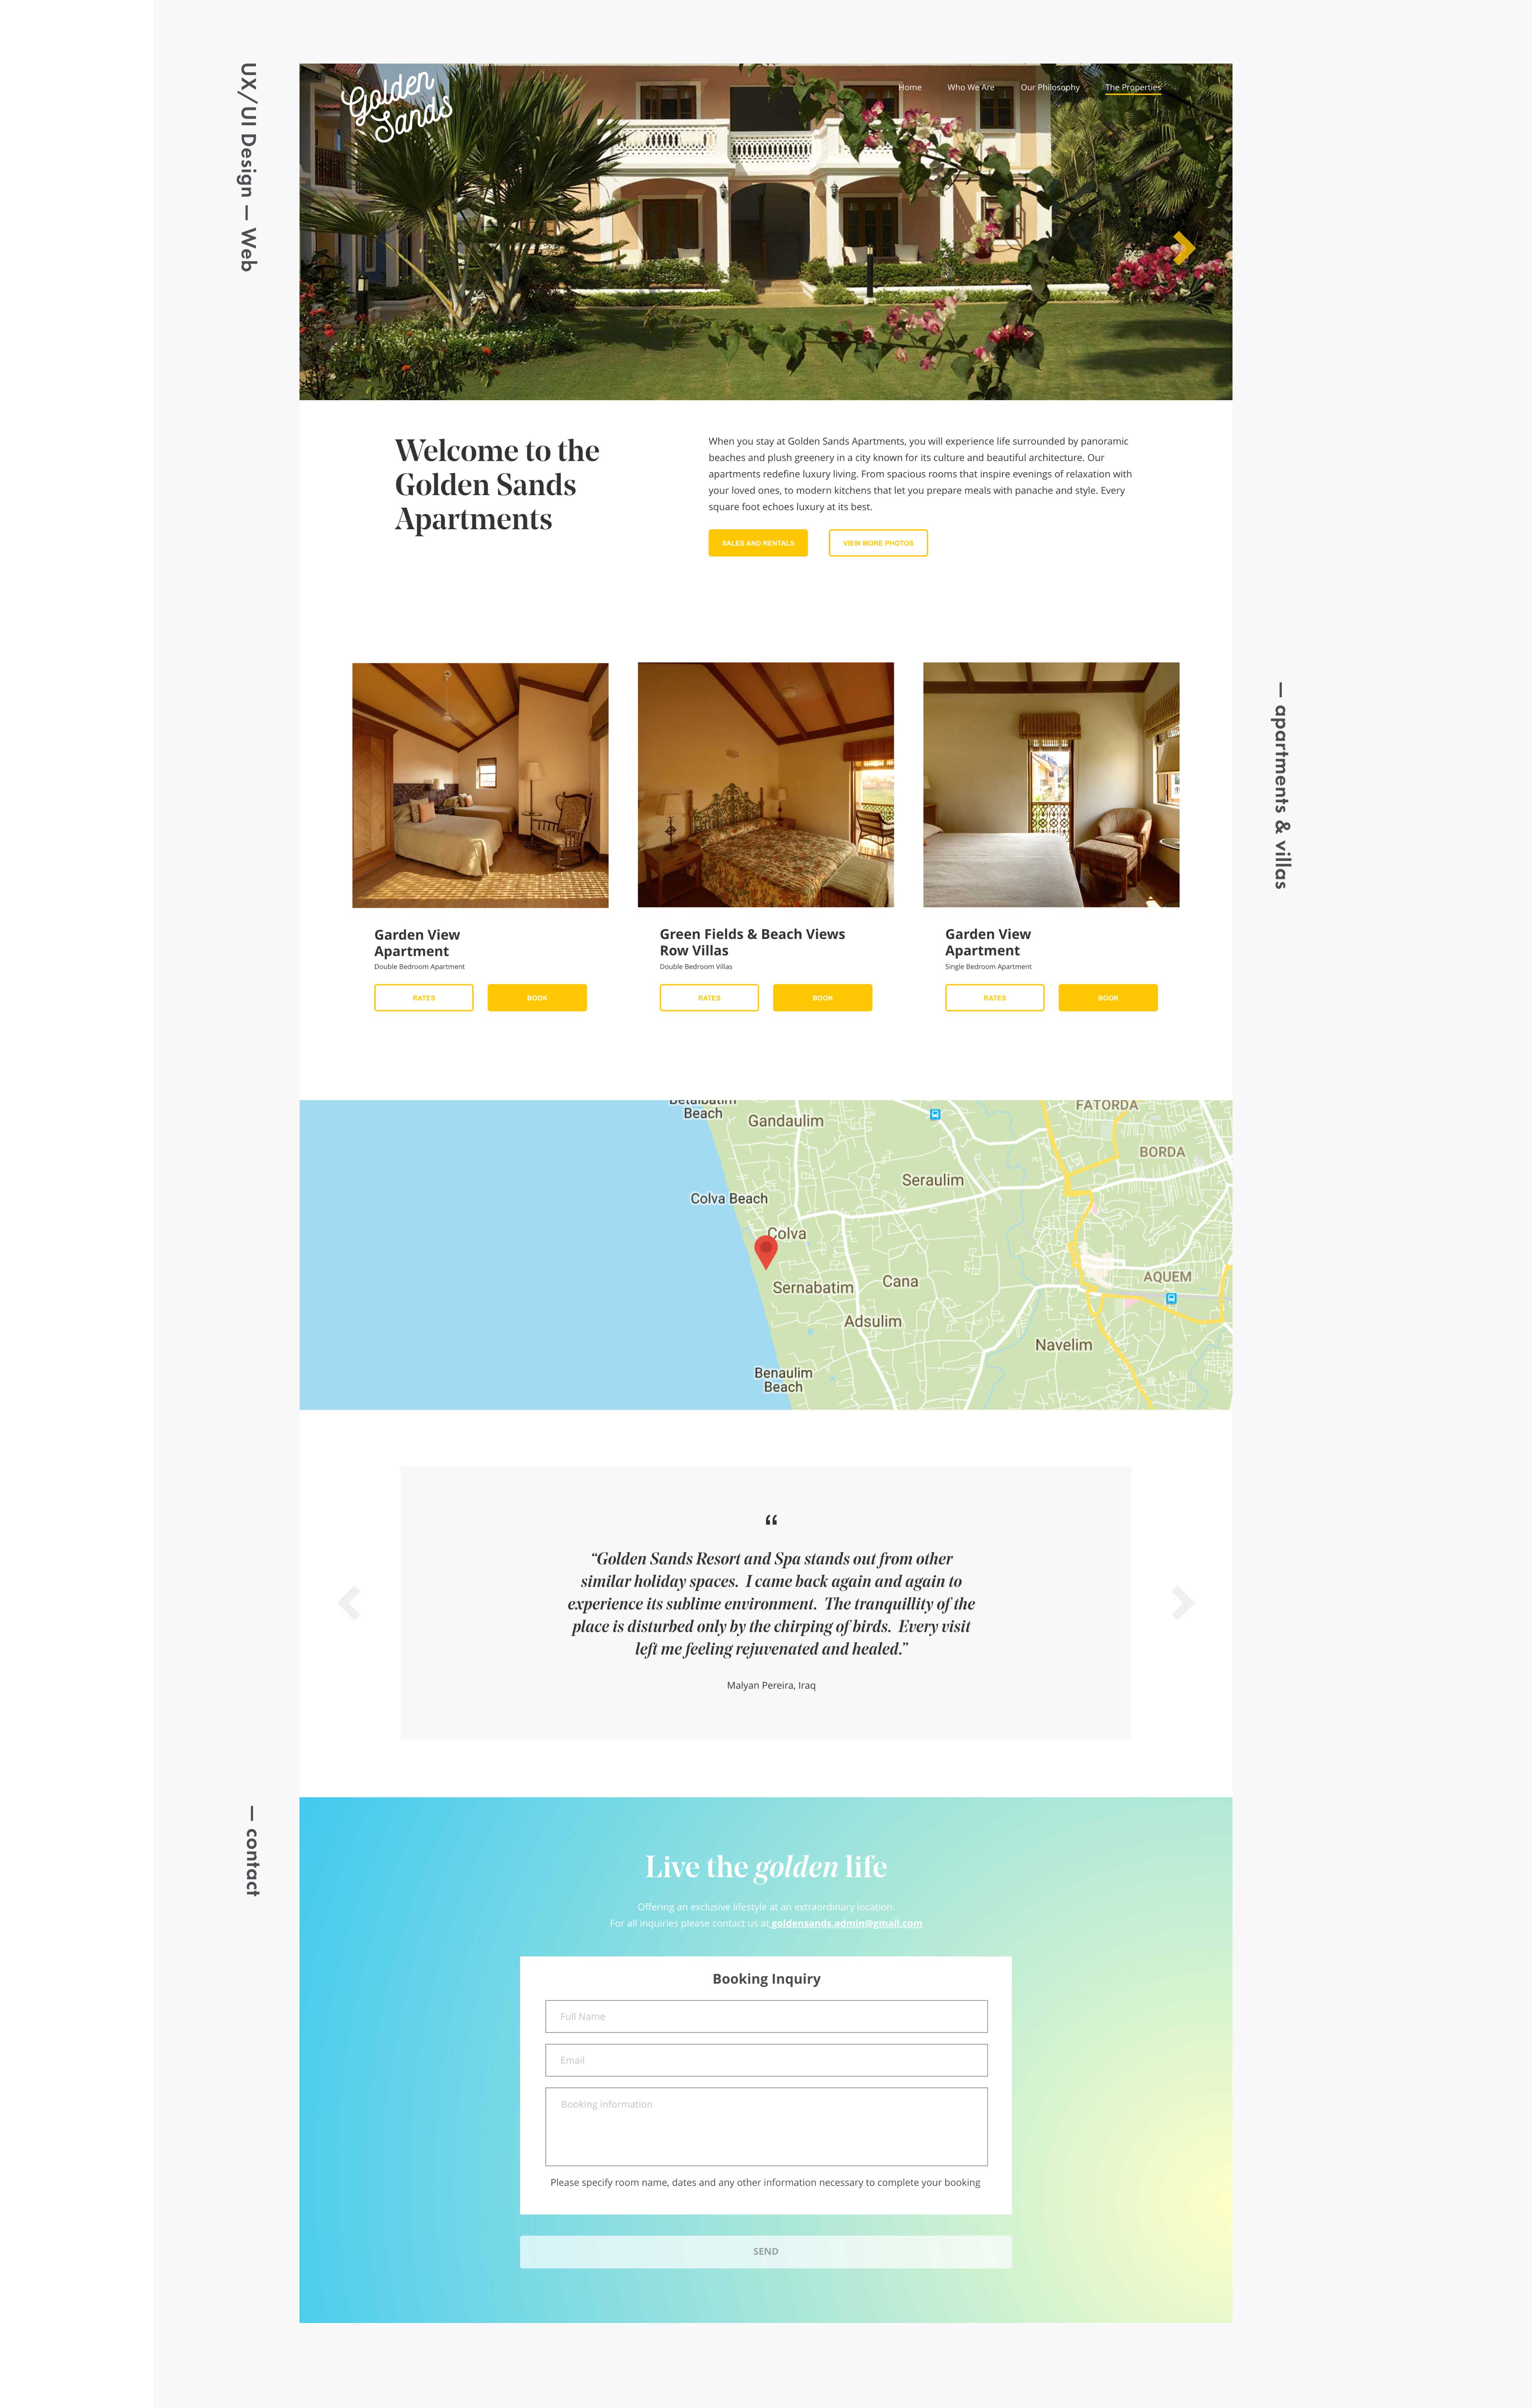 UX/UI Design — Web
Golden
Sands
Home
Who We Are
Our Philosophy
The Properties
Welcome to the
Golden Sands
Apartments
When you stay at Golden Sands Apartments, you will experience life surrounded by panoramic
beaches and plush greenery in a city known for its culture and beautiful architecture. Our
apartments redefine luxury living. From spacious rooms that inspire evenings of relaxation with
your loved ones, to modern kitchens that let you prepare meals with panache and style. Every
square foot echoes luxury at its best.
SALES AND RENTALS
VIEW MORE PHOTOS
— apartments & villas
Garden View
Apartment
Double Bedroom Apartment
RATES
BOOK
Green Fields & Beach Views
Row Villas
Double Bedroom Villas
RATES
BOOK
Garden View
Apartment
Single Bedroom Apartment
RATES
BOOK
Betalbatim
Beach
Gandaulim
FATORDA
BORDA
Seraulim
Colva Beach
Colva
Sernabatim
Cana
AQUEM
Adsulim
Navelim
Benaulim
Beach
“
“Golden Sands Resort and Spa stands out from other
similar holiday spaces.  I came back again and again to
experience its sublime environment.  The tranquillity of the
place is disturbed only by the chirping of birds.  Every visit
left me feeling rejuvenated and healed.”
Malyan Pereira, Iraq
— contact
Live the golden life
Offering an exclusive lifestyle at an extraordinary location.
For all inquiries please contact us at goldensands.admin@gmail.com
Booking Inquiry
Full Name
Email
Booking information
Please specify room name, dates and any other information necessary to complete your booking
SEND